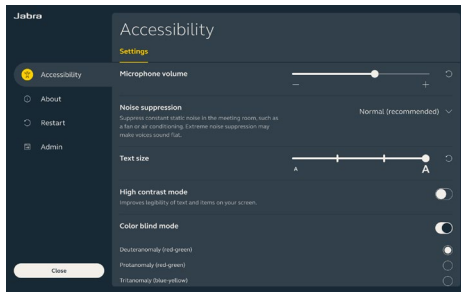 Jabra
Accessibility
Settings
Accessibility
About
Restart
Admin
Microphone volume
Noise suppression
Suppress constant static noise in the meeting room, such as
a fan or air conditioning. Extreme noise suppression may
make voices sound flat.
Normal (recommended)
Text size
A
A
High contrast mode
Improves legibility of text and items on your screen.
Color blind mode
Deuteranomaly (red-green)
Protanomaly (red-green)
Tritanomaly (blue-yellow)
Close